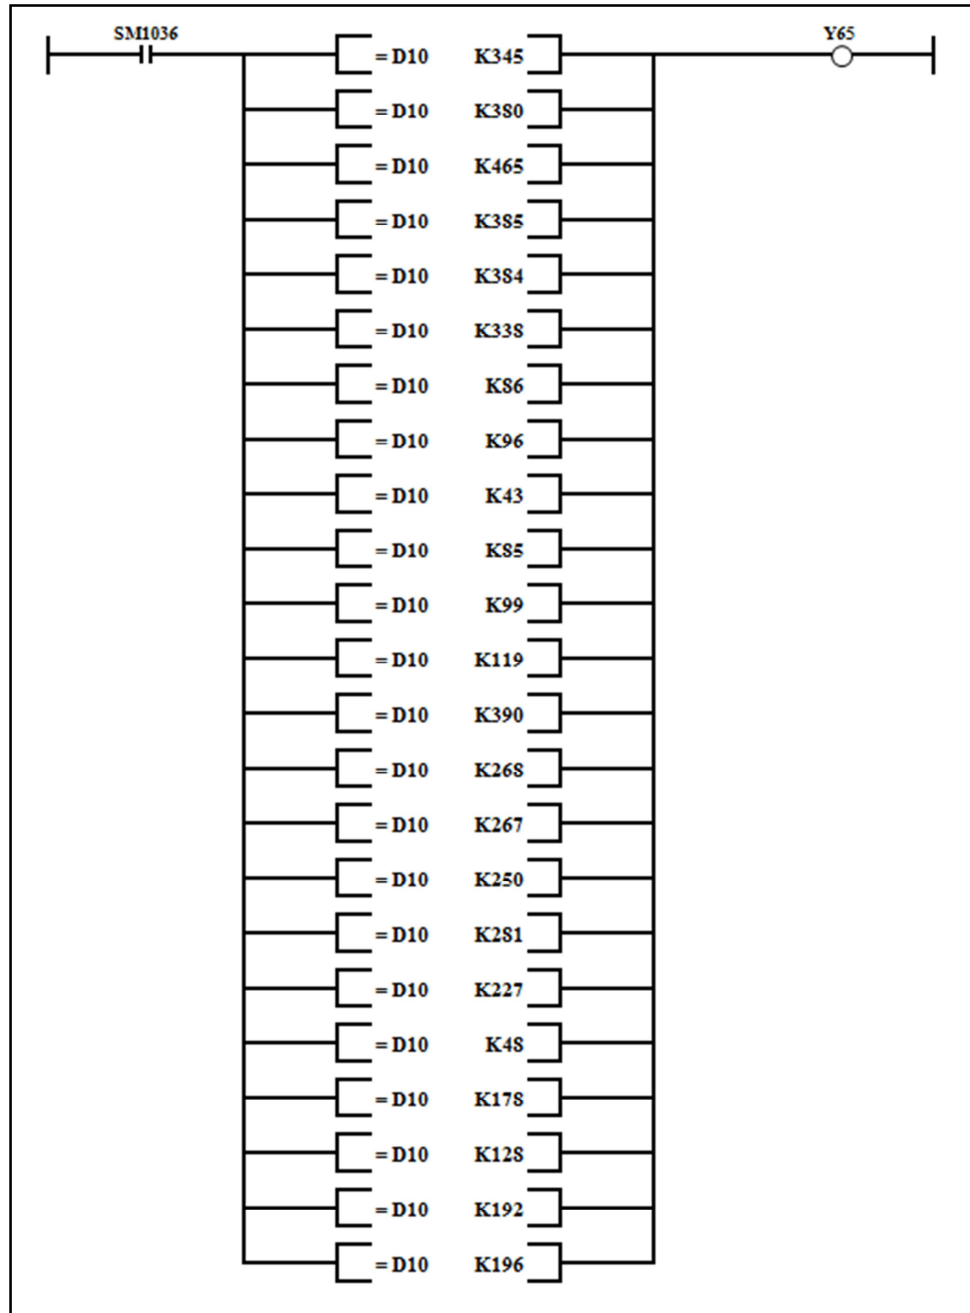 SM1036 Y65
= D10 K345
= D10 K380
= D10 K465
= D10 K385
= D10 K384
= D10 K338
= D10 K86
= D10 K96
= D10 K43
= D10 K85
= D10 K99
= D10 K119
= D10 K390
= D10 K268
= D10 K267
= D10 K250
= D10 K281
= D10 K227
= D10 K48
= D10 K178
= D10 K128
= D10 K192
= D10 K196